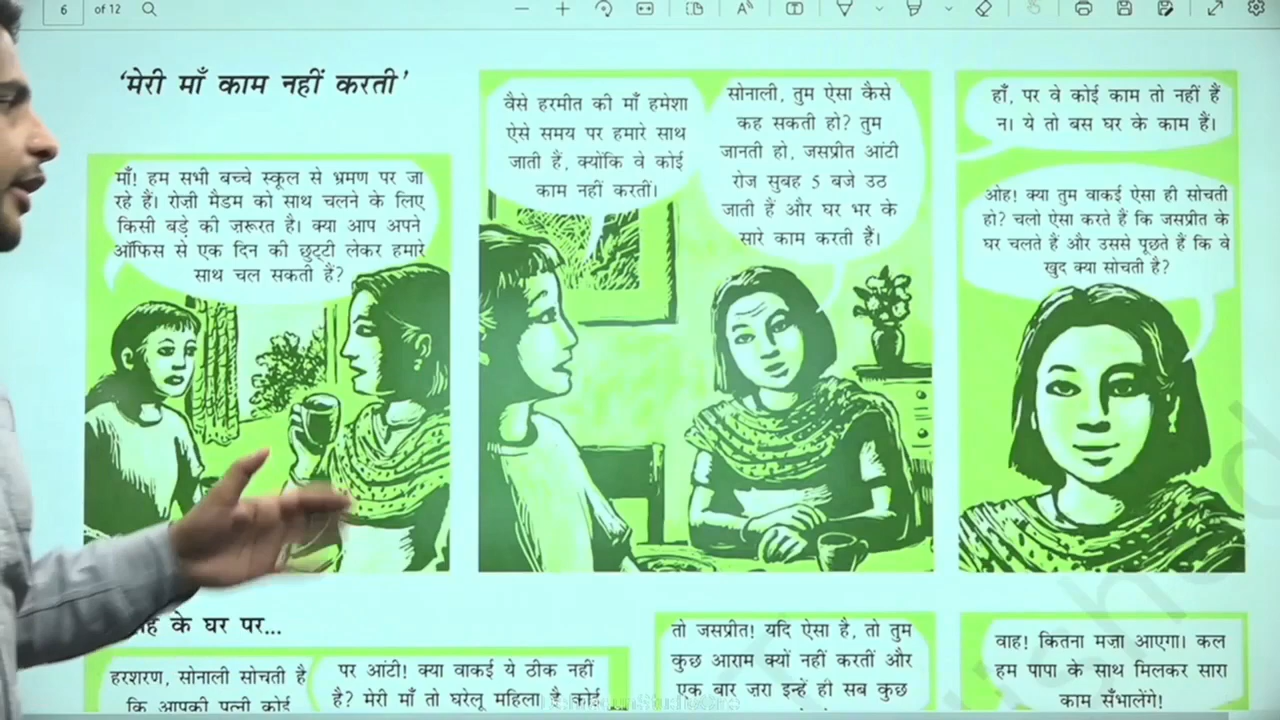 6 of 12
‘मेरी माँ काम नहीं करती’
माँ! हम सभी बच्चे स्कूल से भ्रमण पर जा
रहे हैं। रोजी मैडम को साथ चलने के लिए
किसी बड़े की ज़रूरत है। क्या आप अपने
ऑफिस से एक दिन की छुट्टी लेकर हमारे
साथ चल सकती हैं?
वैसे हरमीत की माँ हमेशा
ऐसे समय पर हमारे साथ
जाती हैं, क्योंकि वे कोई
काम नहीं करतीं।
सोनाली, तुम ऐसा कैसे
कह सकती हो? तुम
जानती हो, जसप्रीत आंटी
रोज सुबह 5 बजे उठ
जाती हैं और घर भर के
सारे काम करती हैं।
हाँ, पर वे कोई काम तो नहीं हैं
न। ये तो बस घर के काम हैं।
ओह! क्या तुम वाकई ऐसा ही सोचती
हो? चलो ऐसा करते हैं कि जसप्रीत के
घर चलते हैं और उससे पूछते हैं कि वे
खुद क्या सोचती है?
के घर पर...
हरशरण, सोनाली सोचती है
कि आपकी पत्नी कोई
पर आंटी! क्या वाकई ये ठीक नहीं
है? मेरी माँ तो घरेलू महिला है कोई
तो जसप्रीत! यदि ऐसा है, तो तुम
कुछ आराम क्यों नहीं करतीं और
एक बार ज़रा इन्हें ही सब कुछ
वाह! कितना मज़ा आएगा। कल
हम पापा के साथ मिलकर सारा
काम सँभालेंगे!